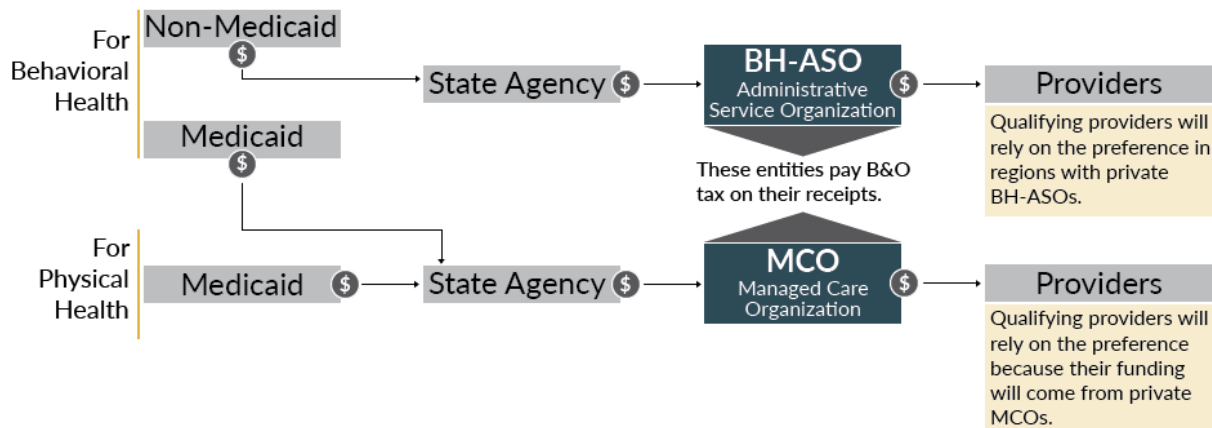 For
Behavioral
Health
Non-Medicaid
$
State Agency
$
BH-ASO
Administrative
Service Organization
$
Providers
Qualifying providers will
rely on the preference in
regions with private
BH-ASOs.
Medicaid
$
These entities pay B&O
tax on their receipts.
For
Physical
Health
Medicaid
$
State Agency
$
MCO
Managed Care
Organization
$
Providers
Qualifying providers will
rely on the preference
because their funding
will come from private
MCOs.